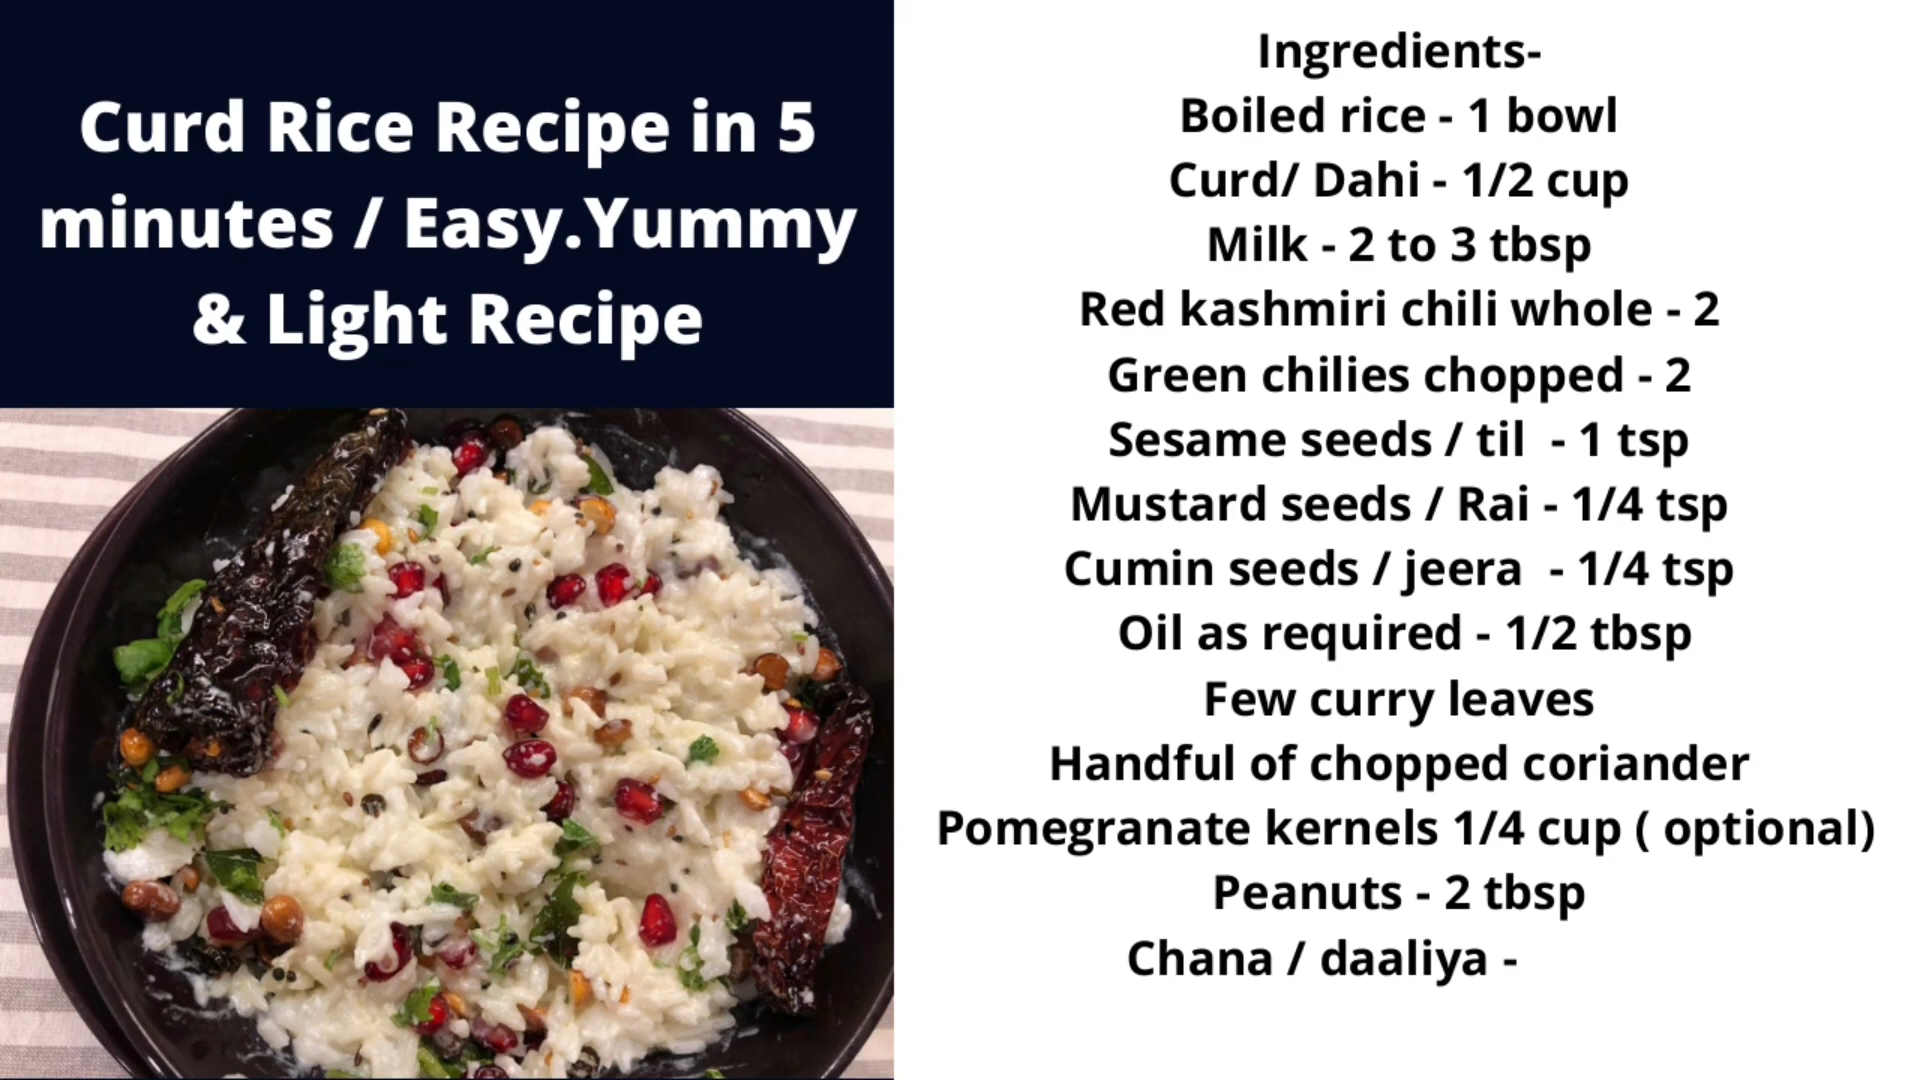 Curd Rice Recipe in 5
minutes / Easy.Yummy
& Light Recipe
Ingredients-
Boiled rice - 1 bowl
Curd/ Dahi - 1/2 cup
Milk - 2 to 3 tbsp
Red kashmiri chili whole - 2
Green chilies chopped - 2
Sesame seeds / til  - 1 tsp
Mustard seeds / Rai - 1/4 tsp
Cumin seeds / jeera  - 1/4 tsp
Oil as required - 1/2 tbsp
Few curry leaves
Handful of chopped coriander
Pomegranate kernels 1/4 cup ( optional)
Peanuts - 2 tbsp
Chana / daaliya -